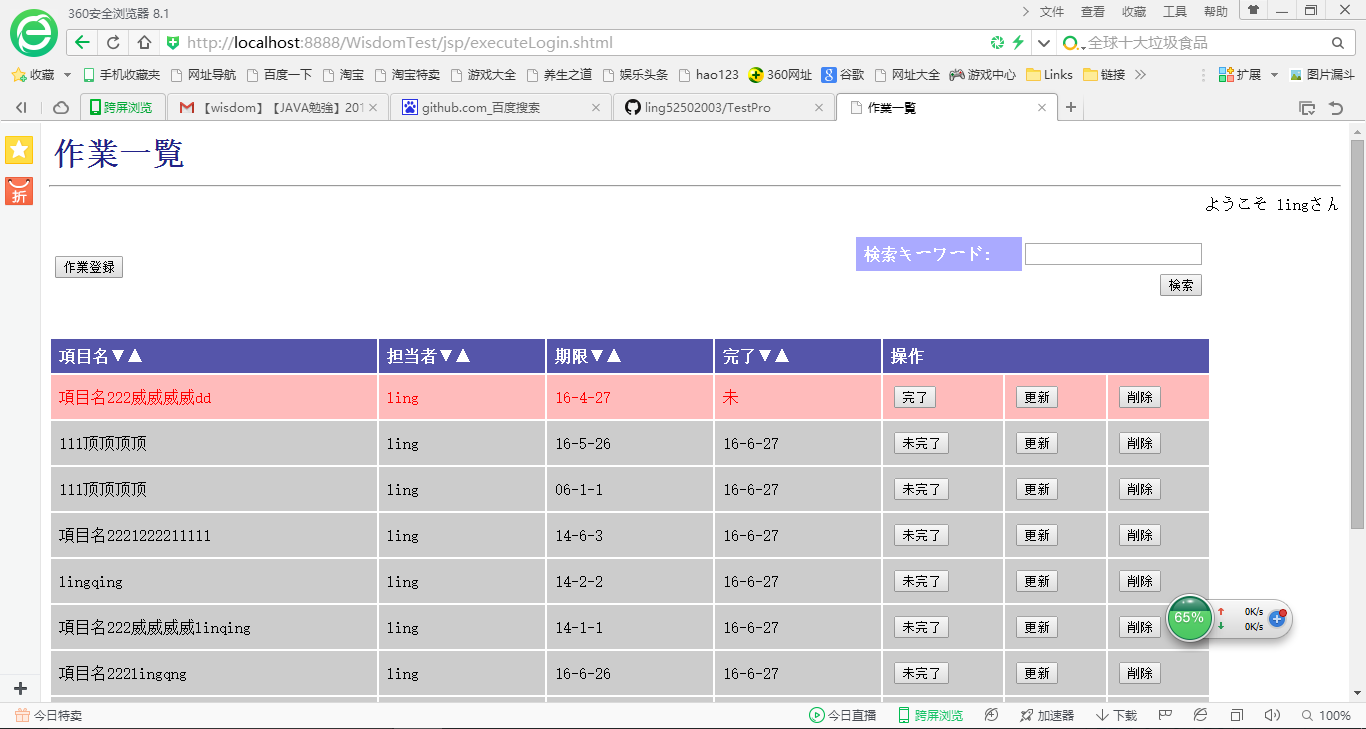 360安全浏览器 8.1
文件 查看 收藏 工具 帮助
http://localhost:8888/WisdomTest/jsp/executeLogin.shtml
全球十大垃圾食品
收藏 手机收藏夹 网址导航 百度一下 淘宝 淘宝特卖 游戏大全 养生之道 娱乐头条 hao123 360网址 谷歌 网址大全 游戏中心 Links 链接 扩展 图片漏斗
跨屏浏览 【wisdom】【JAVA勉強】201 github.com_百度搜索 ling52502003/TestPro 作業一覧
作業一覧
折
ようこそ lingさん
作業登録
検索キーワード：
検索
項目名▼▲ 担当者▼▲ 期限▼▲ 完了▼▲ 操作
項目名222威威威威dd ling 16-4-27 未 完了 更新 削除
111顶顶顶顶 ling 16-5-26 16-6-27 未完了 更新 削除
111顶顶顶顶 ling 06-1-1 16-6-27 未完了 更新 削除
項目名2221222211111 ling 14-6-3 16-6-27 未完了 更新 削除
lingqing ling 14-2-2 16-6-27 未完了 更新 削除
項目名222威威威威linqing ling 14-1-1 16-6-27 未完了 更新 削除
項目名222lingqng ling 16-6-26 16-6-27 未完了 更新 削除
65% 0K/s
0K/s
今日特卖 今日直播 跨屏浏览 加速器 下载 100%